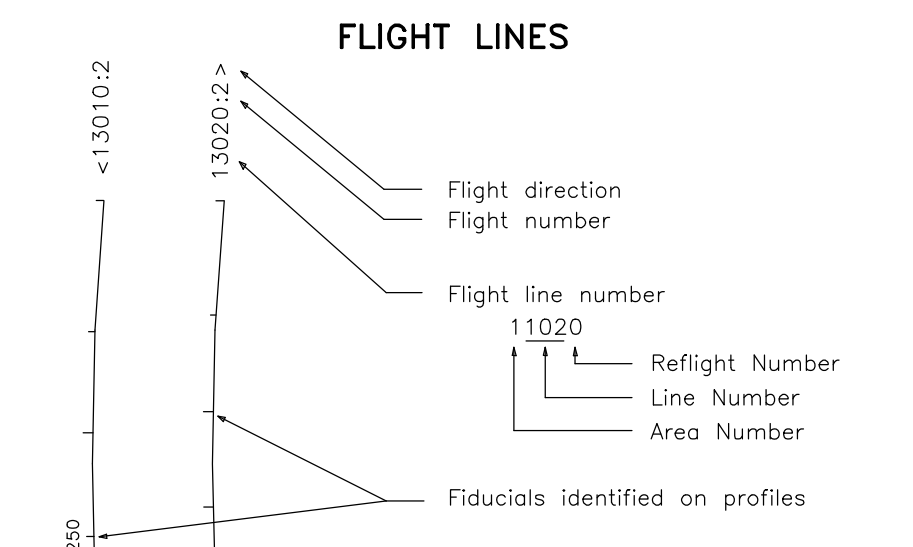 FLIGHT LINES
<13010:2
13020:2 >
Flight direction
Flight number
Flight line number
11020
Reflight Number
Line Number
Area Number
Fiducials identified on profiles
250